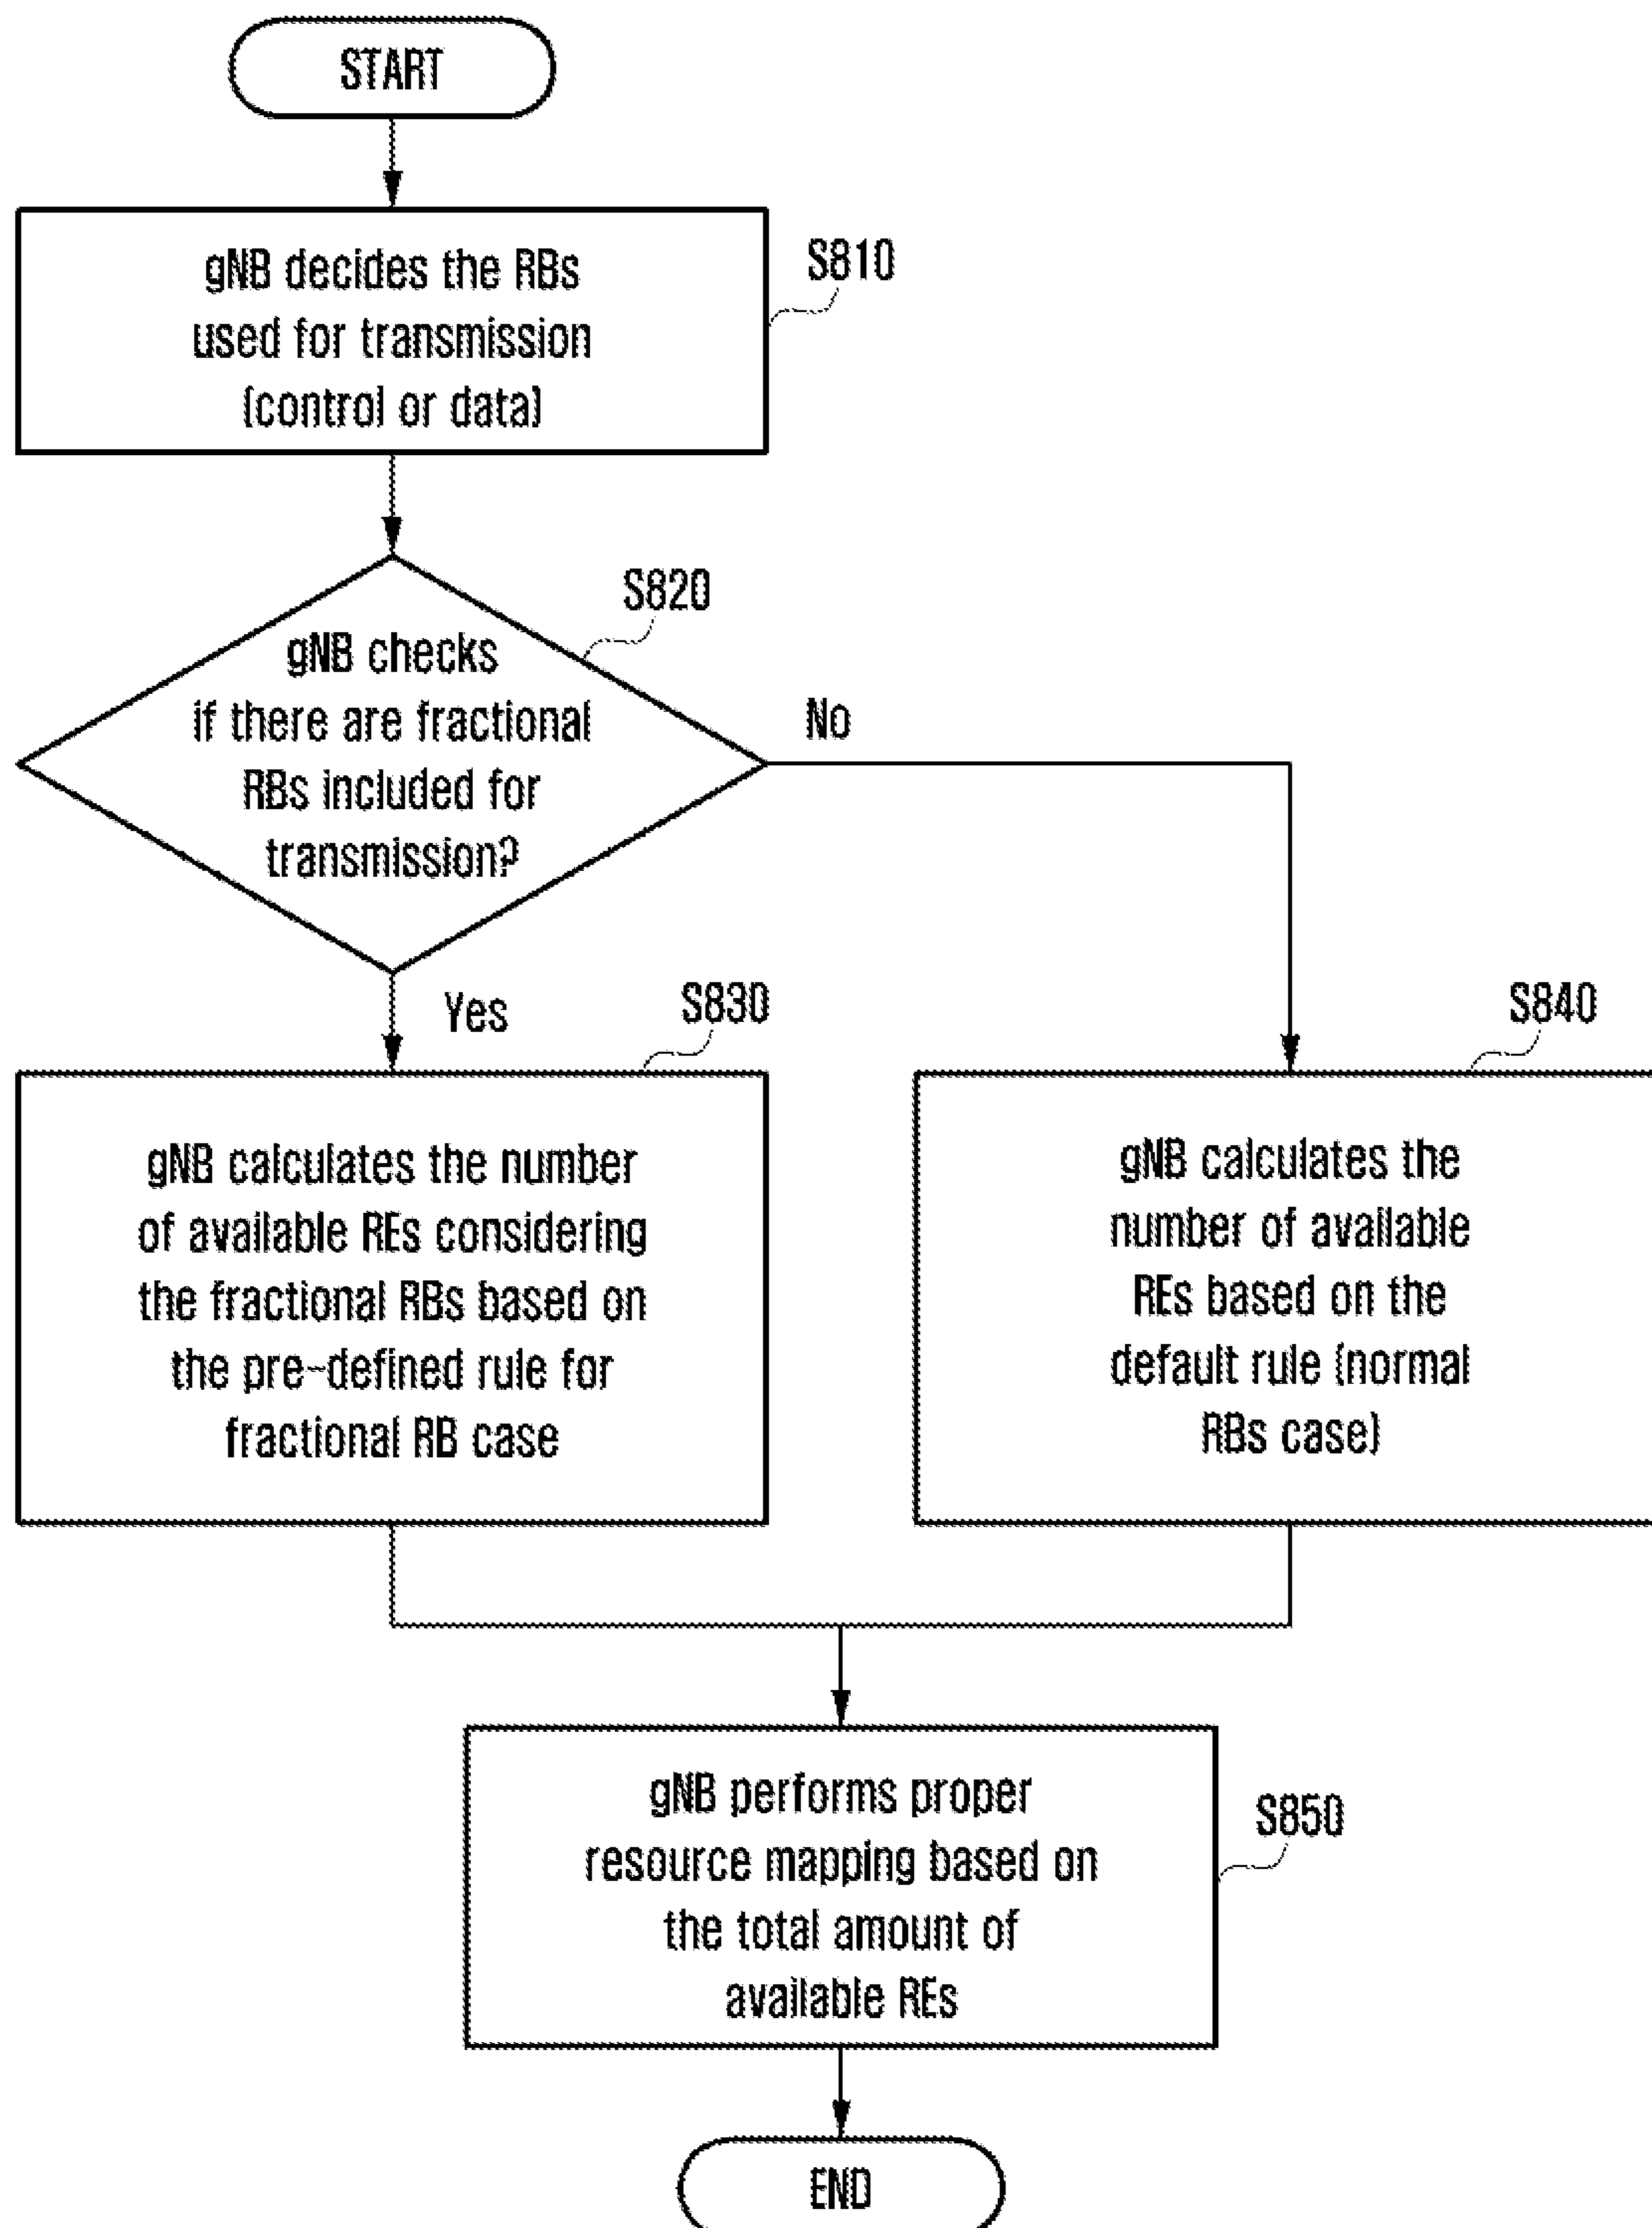 START
gNB decides the RBs
used for transmission
(control or data)
S810
S820
gNB checks
if there are fractional
RBs included for
transmission?
No
Yes
S830
gNB calculates the number
of available REs considering
the fractional RBs based on
the pre-defined rule for
fractional RB case
S840
gNB calculates the
number of available
REs based on the
default rule (normal
RBs case)
gNB performs proper
resource mapping based on
the total amount of
available REs
S850
END